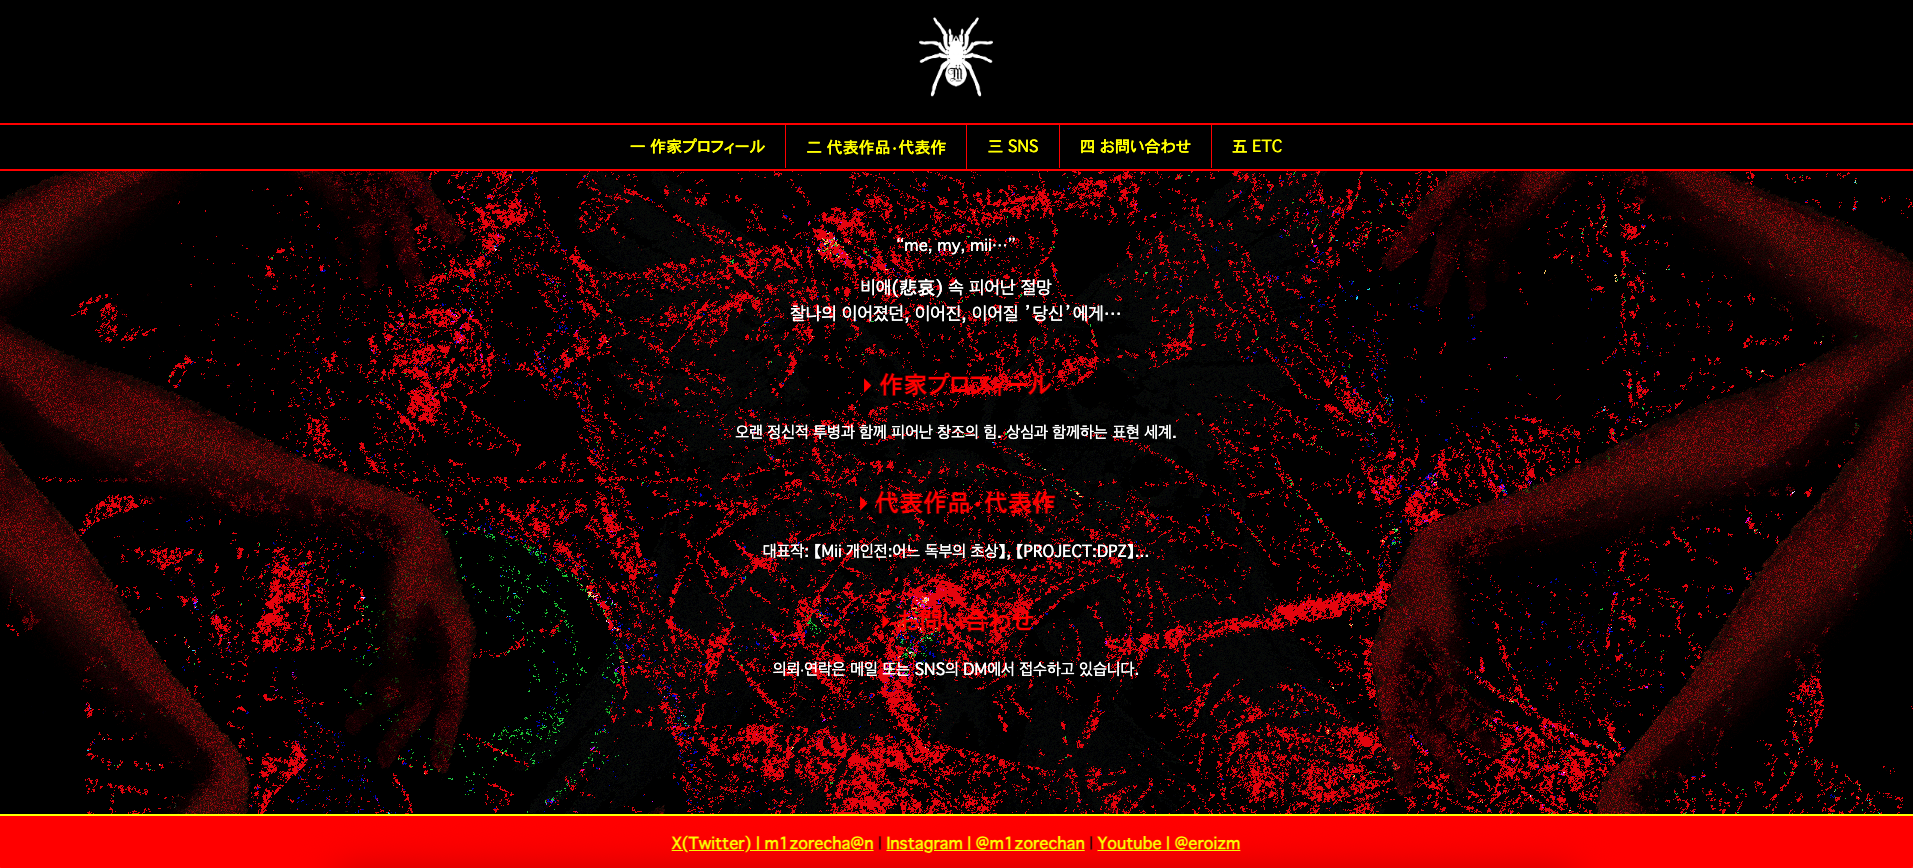 一 作家プロフィール
二 代表作品·代表作
三 SNS
四 お問い合わせ
五 ETC
“me, my, mii…”
비애(悲哀) 속 피어난 절망
찰나의 이어졌던, 이어진, 이어질 ’당신’에게…
作家プロフィール
오랜 정신적 투병과 함께 피어난 창조의 힘. 상심과 함께하는 표현 세계.
代表作品·代表作
대표작: 【Mii 개인전:어느 독부의 초상】, 【PROJECT:DPZ】...
お問い合わせ
의뢰·연락은 메일 또는 SNS의 DM에서 접수하고 있습니다.
X(Twitter) | m1zorecha@n | Instagram | @m1zorechan | Youtube | @eroizm